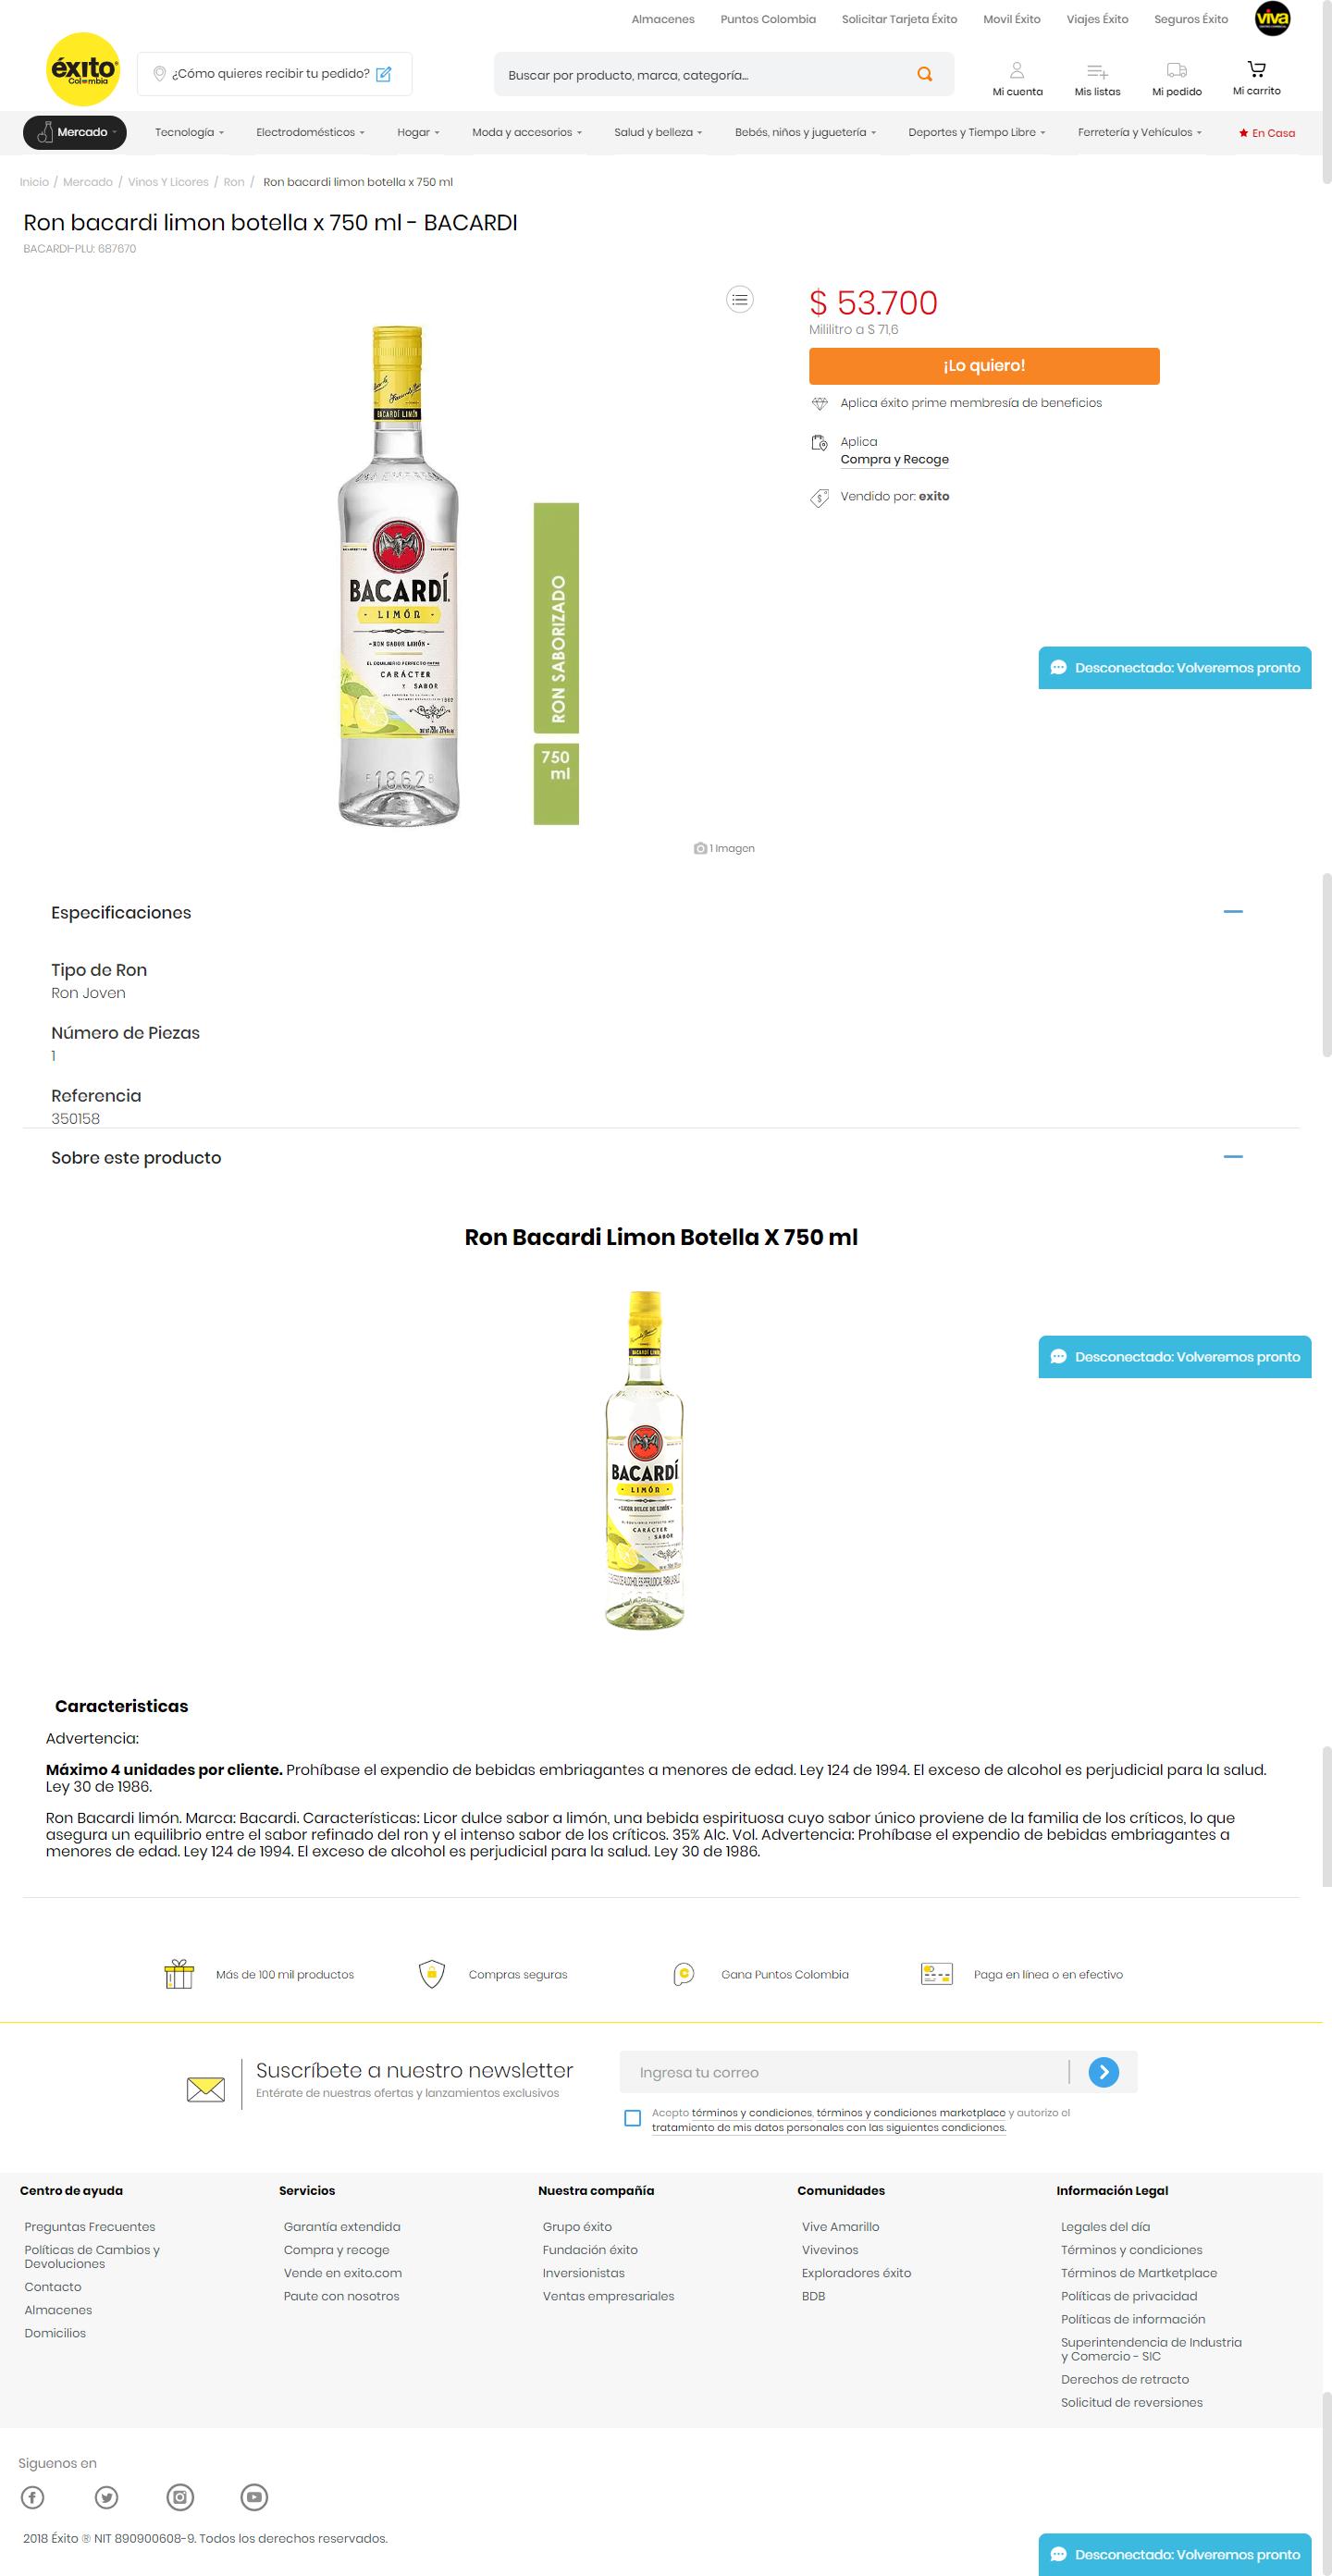 Almacenes Puntos Colombia Solicitar Tarjeta Éxito Movil Éxito Viajes Éxito Seguros Éxito viva
éxito
Colombia
¿Cómo quieres recibir tu pedido?
Buscar por producto, marca, categoría...
Mi cuenta Mis listas Mi pedido Mi carrito
Mercado Tecnología Electrodomésticos Hogar Moda y accesorios Salud y belleza Bebés, niños y juguetería Deportes y Tiempo Libre Ferretería y Vehículos En Casa
Inicio / Mercado / Vinos Y Licores / Ron / Ron bacardi limon botella x 750 ml
Ron bacardi limon botella x 750 ml - BACARDI
BACARDI-PLU: 687670
BACARDÍ LIMÓN
BACARDÍ.
· LIMÓN ·
- RON SABOR LIMÓN -
EL EQUILIBRIO PERFECTO ENTRE
CARÁCTER
Y SABOR
1862
RON SABORIZADO
750
ml
1 Imagen
$ 53.700
Mililitro a $ 71,6
¡Lo quiero!
Aplica éxito prime membresía de beneficios
Aplica
Compra y Recoge
Vendido por: exito
Desconectado: Volveremos pronto
Especificaciones
Tipo de Ron
Ron Joven
Número de Piezas
1
Referencia
350158
Sobre este producto
Ron Bacardi Limon Botella X 750 ml
BACARDÍ LIMÓN
BACARDÍ
· LIMÓN ·
- LICOR DULCE DE LIMÓN -
CARÁCTER
Y SABOR
Desconectado: Volveremos pronto
Caracteristicas
Advertencia:
Máximo 4 unidades por cliente. Prohíbase el expendio de bebidas embriagantes a menores de edad. Ley 124 de 1994. El exceso de alcohol es perjudicial para la salud.
Ley 30 de 1986.
Ron Bacardi limón. Marca: Bacardi. Características: Licor dulce sabor a limón, una bebida espirituosa cuyo sabor único proviene de la familia de los críticos, lo que
asegura un equilibrio entre el sabor refinado del ron y el intenso sabor de los críticos. 35% Alc. Vol. Advertencia: Prohíbase el expendio de bebidas embriagantes a
menores de edad. Ley 124 de 1994. El exceso de alcohol es perjudicial para la salud. Ley 30 de 1986.
Más de 100 mil productos Compras seguras Gana Puntos Colombia Paga en línea o en efectivo
Suscríbete a nuestro newsletter
Entérate de nuestras ofertas y lanzamientos exclusivos
Ingresa tu correo
Acepto términos y condiciones, términos y condiciones marketplace y autorizo el
tratamiento de mis datos personales con las siguientes condiciones.
Centro de ayuda
Preguntas Frecuentes
Políticas de Cambios y
Devoluciones
Contacto
Almacenes
Domicilios
Servicios
Garantía extendida
Compra y recoge
Vende en exito.com
Paute con nosotros
Nuestra compañía
Grupo éxito
Fundación éxito
Inversionistas
Ventas empresariales
Comunidades
Vive Amarillo
Vivevinos
Exploradores éxito
BDB
Información Legal
Legales del día
Términos y condiciones
Términos de Martketplace
Políticas de privacidad
Políticas de información
Superintendencia de Industria
y Comercio - SIC
Derechos de retracto
Solicitud de reversiones
Siguenos en
2018 Éxito ® NIT 890900608-9. Todos los derechos reservados.
Desconectado: Volveremos pronto